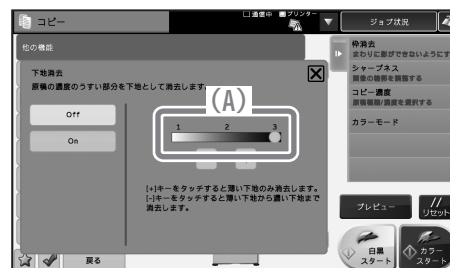 コピー
通信中
プリンター
ジョブ状況
他の機能
下地消去
原稿の濃度のうすい部分を下地として消去します。
(A)
Off
On
1 2 3
[+]キーをタッチすると薄い下地のみ消去します。
[-]キーをタッチすると薄い下地から濃い下地まで
消去します。
戻る
枠消去
まわりに影ができないようにす
シャープネス
画像の輪郭を調整する
コピー濃度
原稿種類/濃度を選択する
カラーモード
プレビュー
リセット
白黒
スタート
カラー
スタート